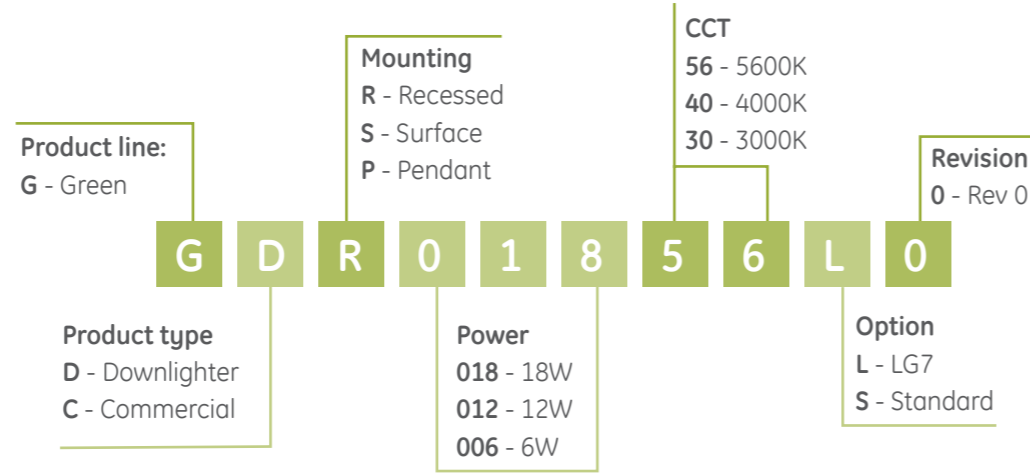 CCT
56 - 5600K
40 - 4000K
30 - 3000K
Mounting
R - Recessed
S - Surface
P - Pendant
Product line:
G - Green
Revision
0 - Rev 0
G D R 0 1 8 5 6 L 0
Product type
D - Downlighter
C - Commercial
Power
018 - 18W
012 - 12W
006 - 6W
Option
L - LG7
S - Standard